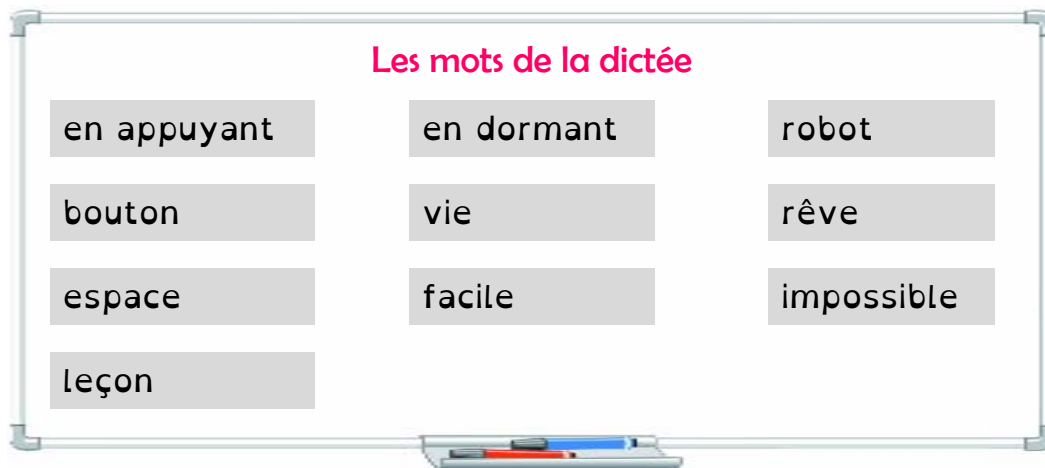 Les mots de la dictée
en appuyant en dormant robot
bouton vie rêve
espace facile impossible
leçon